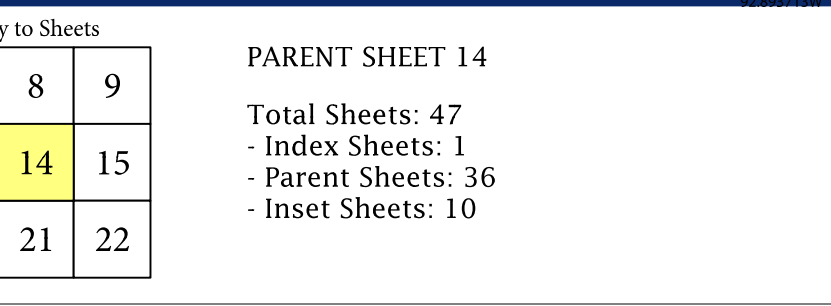 y to Sheets
8 9
14 15
21 22
PARENT SHEET 14
Total Sheets: 47
- Index Sheets: 1
- Parent Sheets: 36
- Inset Sheets: 10